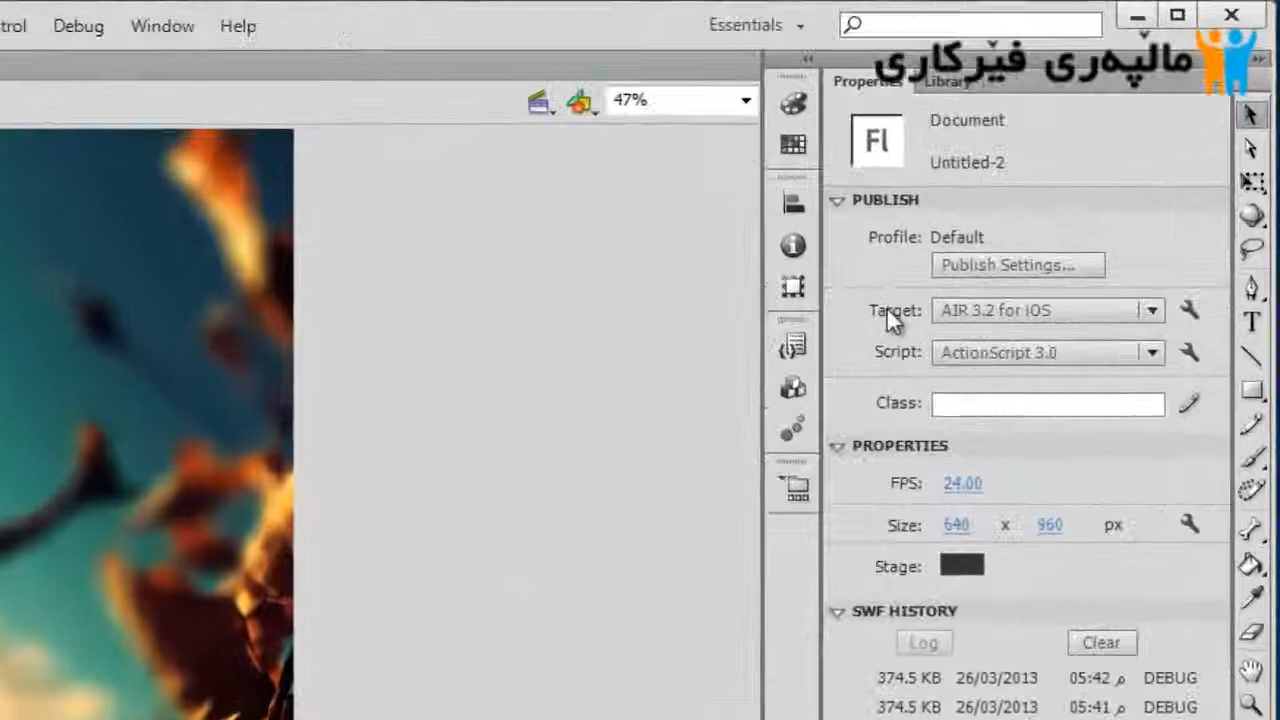 trol Debug Window Help
Essentials
ماڵپەری فێرکاری
47%
Properties Library
Fl
Document
Untitled-2
PUBLISH
Profile: Default
Publish Settings...
Target: AIR 3.2 for iOS
Script: ActionScript 3.0
Class:
PROPERTIES
FPS: 24.00
Size: 640 x 960 px
Stage:
SWF HISTORY
Log Clear
374.5 KB 26/03/2013 05:42 م DEBUG
374.5 KB 26/03/2013 05:41 م DEBUG